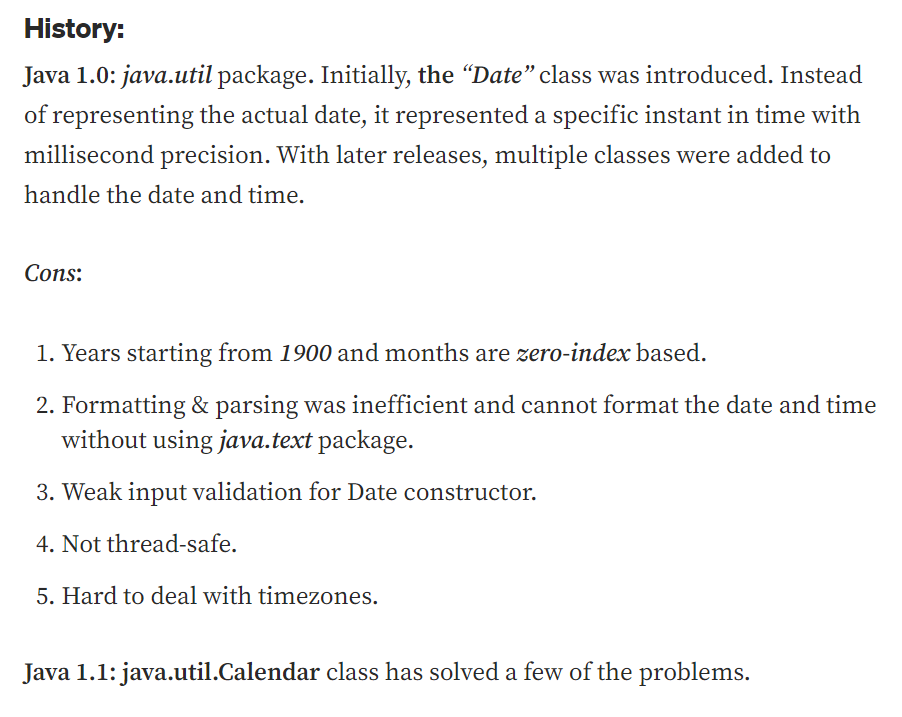 History:
Java 1.0: java.util package. Initially, the “Date” class was introduced. Instead
of representing the actual date, it represented a specific instant in time with
millisecond precision. With later releases, multiple classes were added to
handle the date and time.
Cons:
1. Years starting from 1900 and months are zero-index based.
2. Formatting & parsing was inefficient and cannot format the date and time
without using java.text package.
3. Weak input validation for Date constructor.
4. Not thread-safe.
5. Hard to deal with timezones.
Java 1.1: java.util.Calendar class has solved a few of the problems.